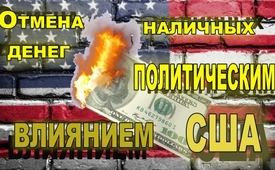 ОТМЕНА НАЛИЧНЫХ
ДЕНЕГ ПОЛИТИЧЕСКИМ
ВЛИЯНИЕМ США